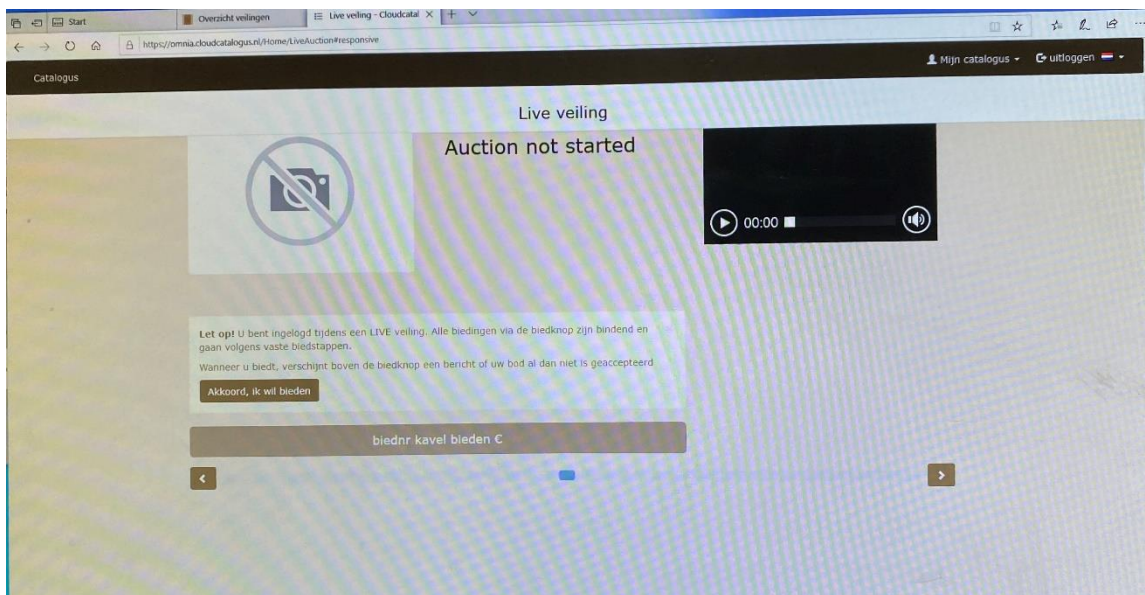 Start
Overzicht veilingen
Live veiling - Cloudcatal
https://omnia.cloudcatalogus.nl/Home/LiveAuction#responsive
Catalogus
Mijn catalogus
uitloggen
Live veiling
Auction not started
00:00
Let op! U bent ingelogd tijdens een LIVE veiling. Alle biedingen via de biedknop zijn bindend en
gaan volgens vaste biedstappen.
Wanneer u biedt, verschijnt boven de biedknop een bericht of uw bod al dan niet is geaccepteerd
Akkoord, ik wil bieden
biednr kavel bieden €